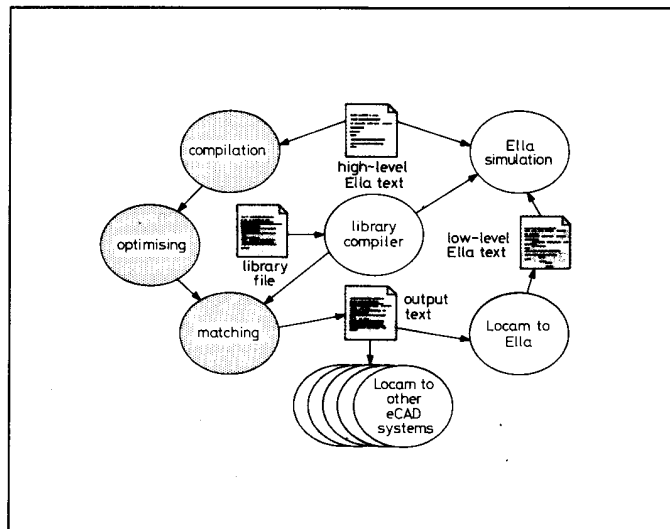 compilation
high-level
Ella text
Ella
simulation
optimising
library
file
library
compiler
low-level
Ella text
matching
output
text
Locam to
Ella
Locam to
other
eCAD
systems